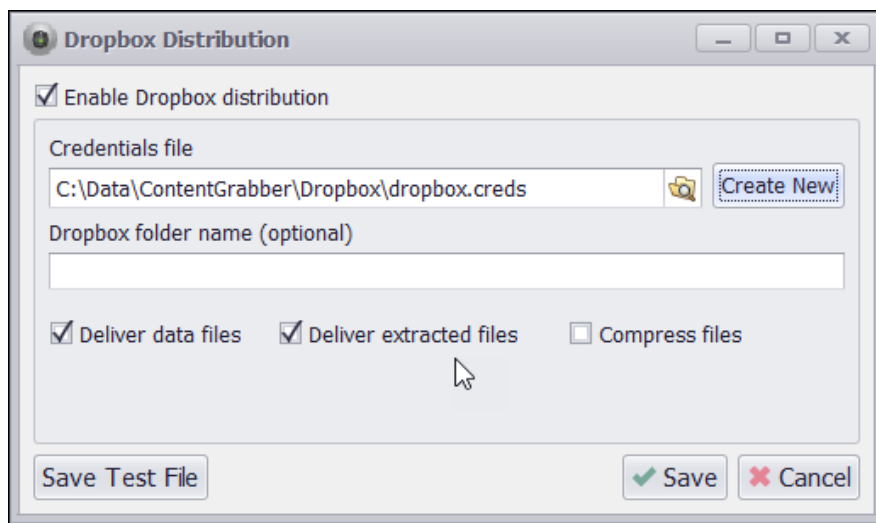 Dropbox Distribution
Enable Dropbox distribution
Credentials file
C:\Data\ContentGrabber\Dropbox\dropbox.creds
Create New
Dropbox folder name (optional)
Deliver data files Deliver extracted files Compress files
Save Test File Save Cancel